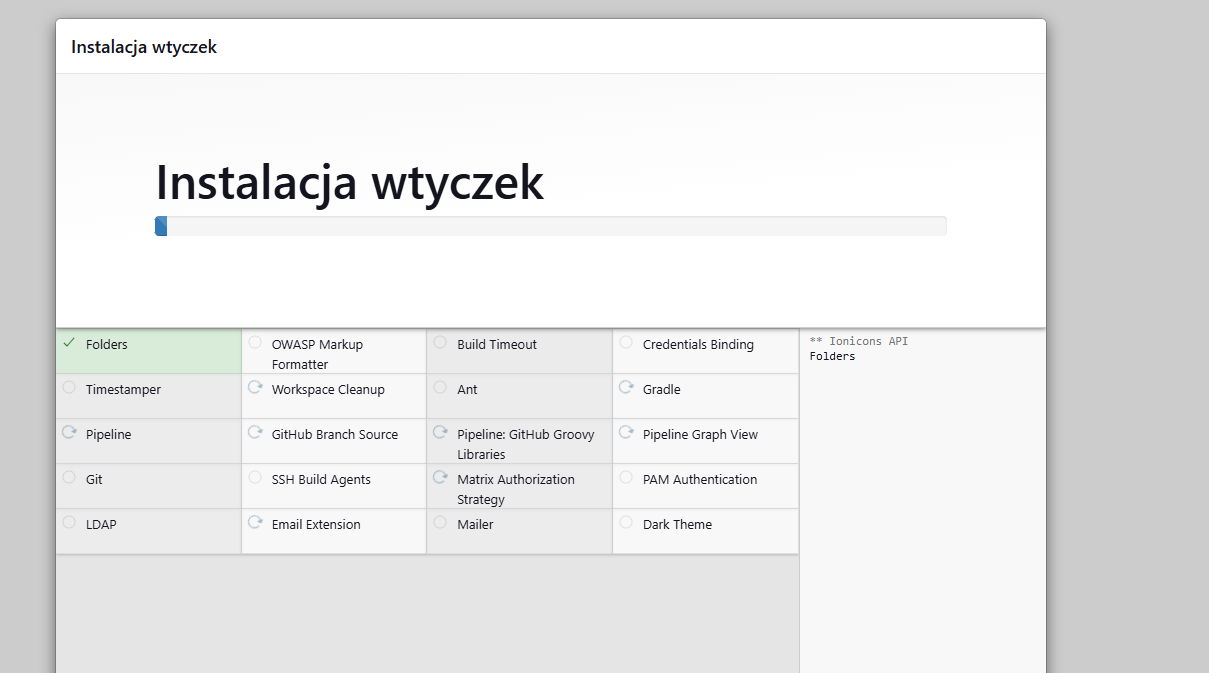 Instalacja wtyczek
Instalacja wtyczek
Folders
OWASP Markup
Formatter
Build Timeout
Credentials Binding
** Ionicons API
Folders
Timestamper
Workspace Cleanup
Ant
Gradle
Pipeline
GitHub Branch Source
Pipeline: GitHub Groovy
Libraries
Pipeline Graph View
Git
SSH Build Agents
Matrix Authorization
Strategy
PAM Authentication
LDAP
Email Extension
Mailer
Dark Theme